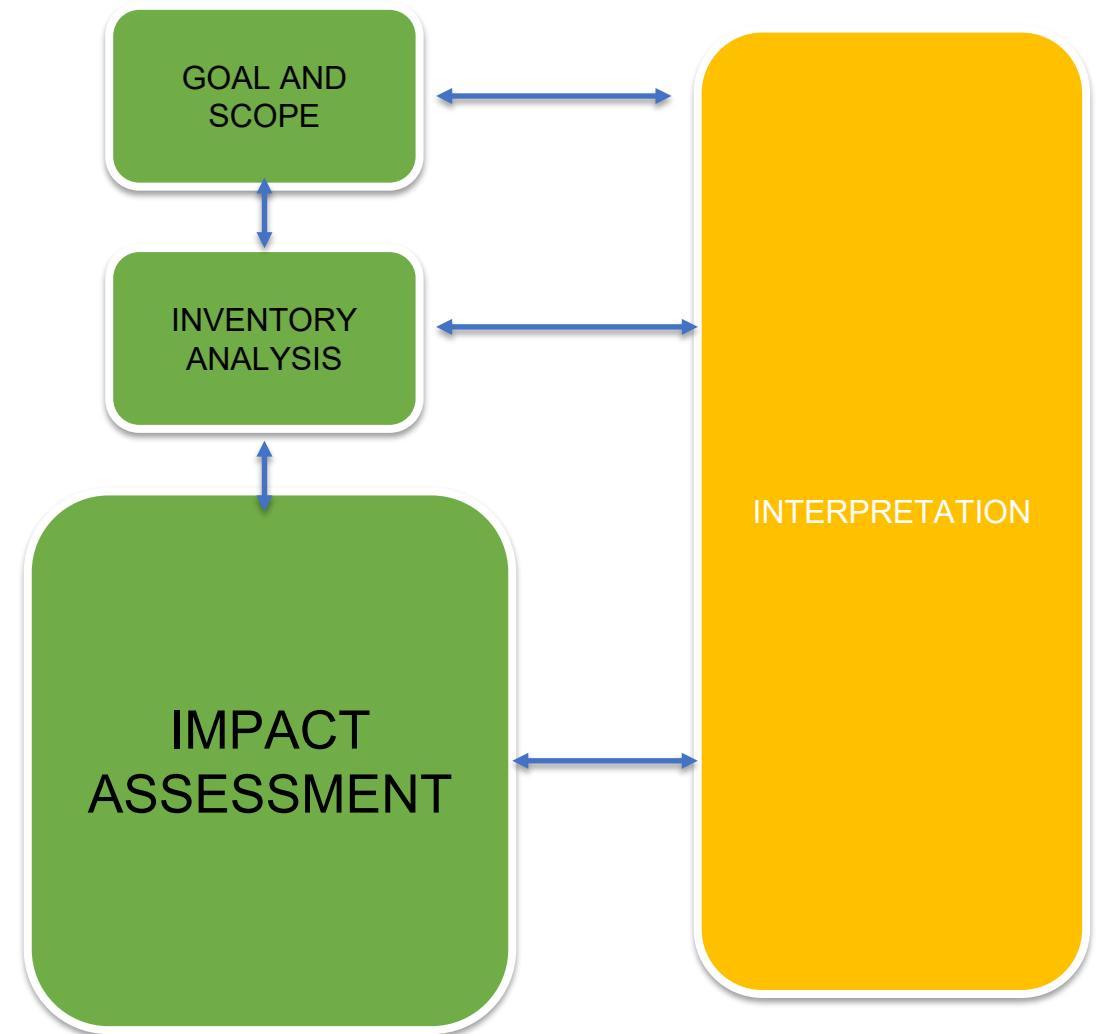 GOAL AND
SCOPE
INVENTORY
ANALYSIS
INTERPRETATION
IMPACT
ASSESSMENT